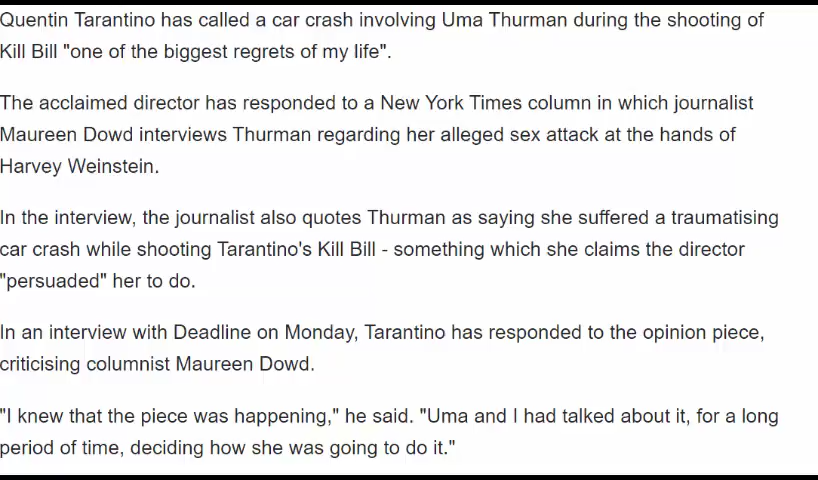 Quentin Tarantino has called a car crash involving Uma Thurman during the shooting of
Kill Bill "one of the biggest regrets of my life".
The acclaimed director has responded to a New York Times column in which journalist
Maureen Dowd interviews Thurman regarding her alleged sex attack at the hands of
Harvey Weinstein.
In the interview, the journalist also quotes Thurman as saying she suffered a traumatising
car crash while shooting Tarantino's Kill Bill - something which she claims the director
"persuaded" her to do.
In an interview with Deadline on Monday, Tarantino has responded to the opinion piece,
criticising columnist Maureen Dowd.
"I knew that the piece was happening," he said. "Uma and I had talked about it, for a long
period of time, deciding how she was going to do it."